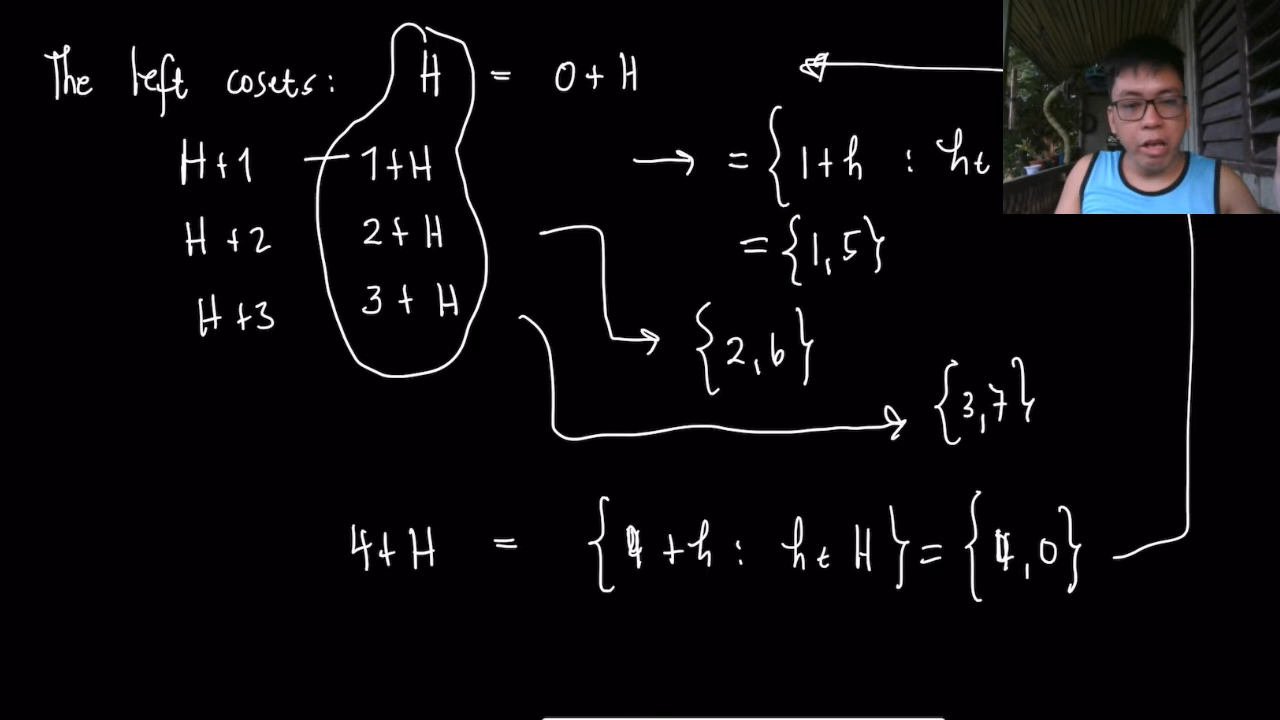 The left cosets: H = 0 + H
H + 1 1 + H = {1 + h : h ∈
H + 2 2 + H = {1, 5}
H + 3 3 + H
{2, 6}
{3, 7}
4 + H = {4 + h : h ∈ H} = {4, 0}